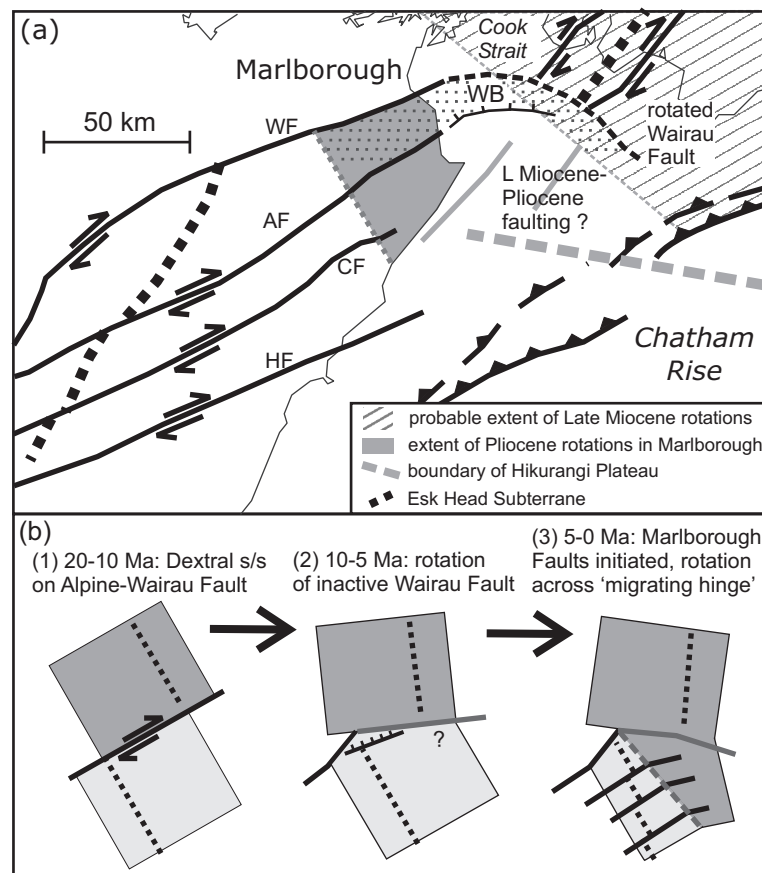 (a)
Cook
Strait
Marlborough
50 km
WF
WB
rotated
Wairau
Fault
L Miocene-
Pliocene
faulting ?
AF
CF
HF
Chatham
Rise
probable extent of Late Miocene rotations
extent of Pliocene rotations in Marlborough
boundary of Hikurangi Plateau
Esk Head Subterrane
(b)
(1) 20-10 Ma: Dextral s/s
on Alpine-Wairau Fault
(2) 10-5 Ma: rotation
of inactive Wairau Fault
(3) 5-0 Ma: Marlborough
Faults initiated, rotation
across ‘migrating hinge’
?